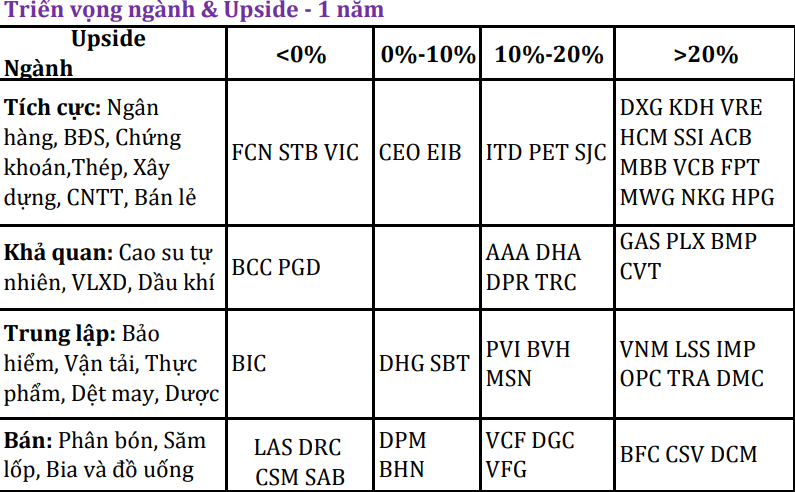 Triển vọng ngành & Upside - 1 năm
Upside
Ngành
<0%
0%-10%
10%-20%
>20%
Tích cực: Ngân
hàng, BĐS, Chứng
khoán,Thép, Xây
dựng, CNTT, Bán lẻ
FCN STB VIC
CEO EIB
ITD PET SJC
DXG KDH VRE
HCM SSI ACB
MBB VCB FPT
MWG NKG HPG
Khả quan: Cao su tự
nhiên, VLXD, Dầu khí
BCC PGD
AAA DHA
DPR TRC
GAS PLX BMP
CVT
Trung lập: Bảo
hiểm, Vận tải, Thực
phẩm, Dệt may, Dược
BIC
DHG SBT
PVI BVH
MSN
VNM LSS IMP
OPC TRA DMC
Bán: Phân bón, Săm
lốp, Bia và đồ uống
LAS DRC
CSM SAB
DPM
BHN
VCF DGC
VFG
BFC CSV DCM